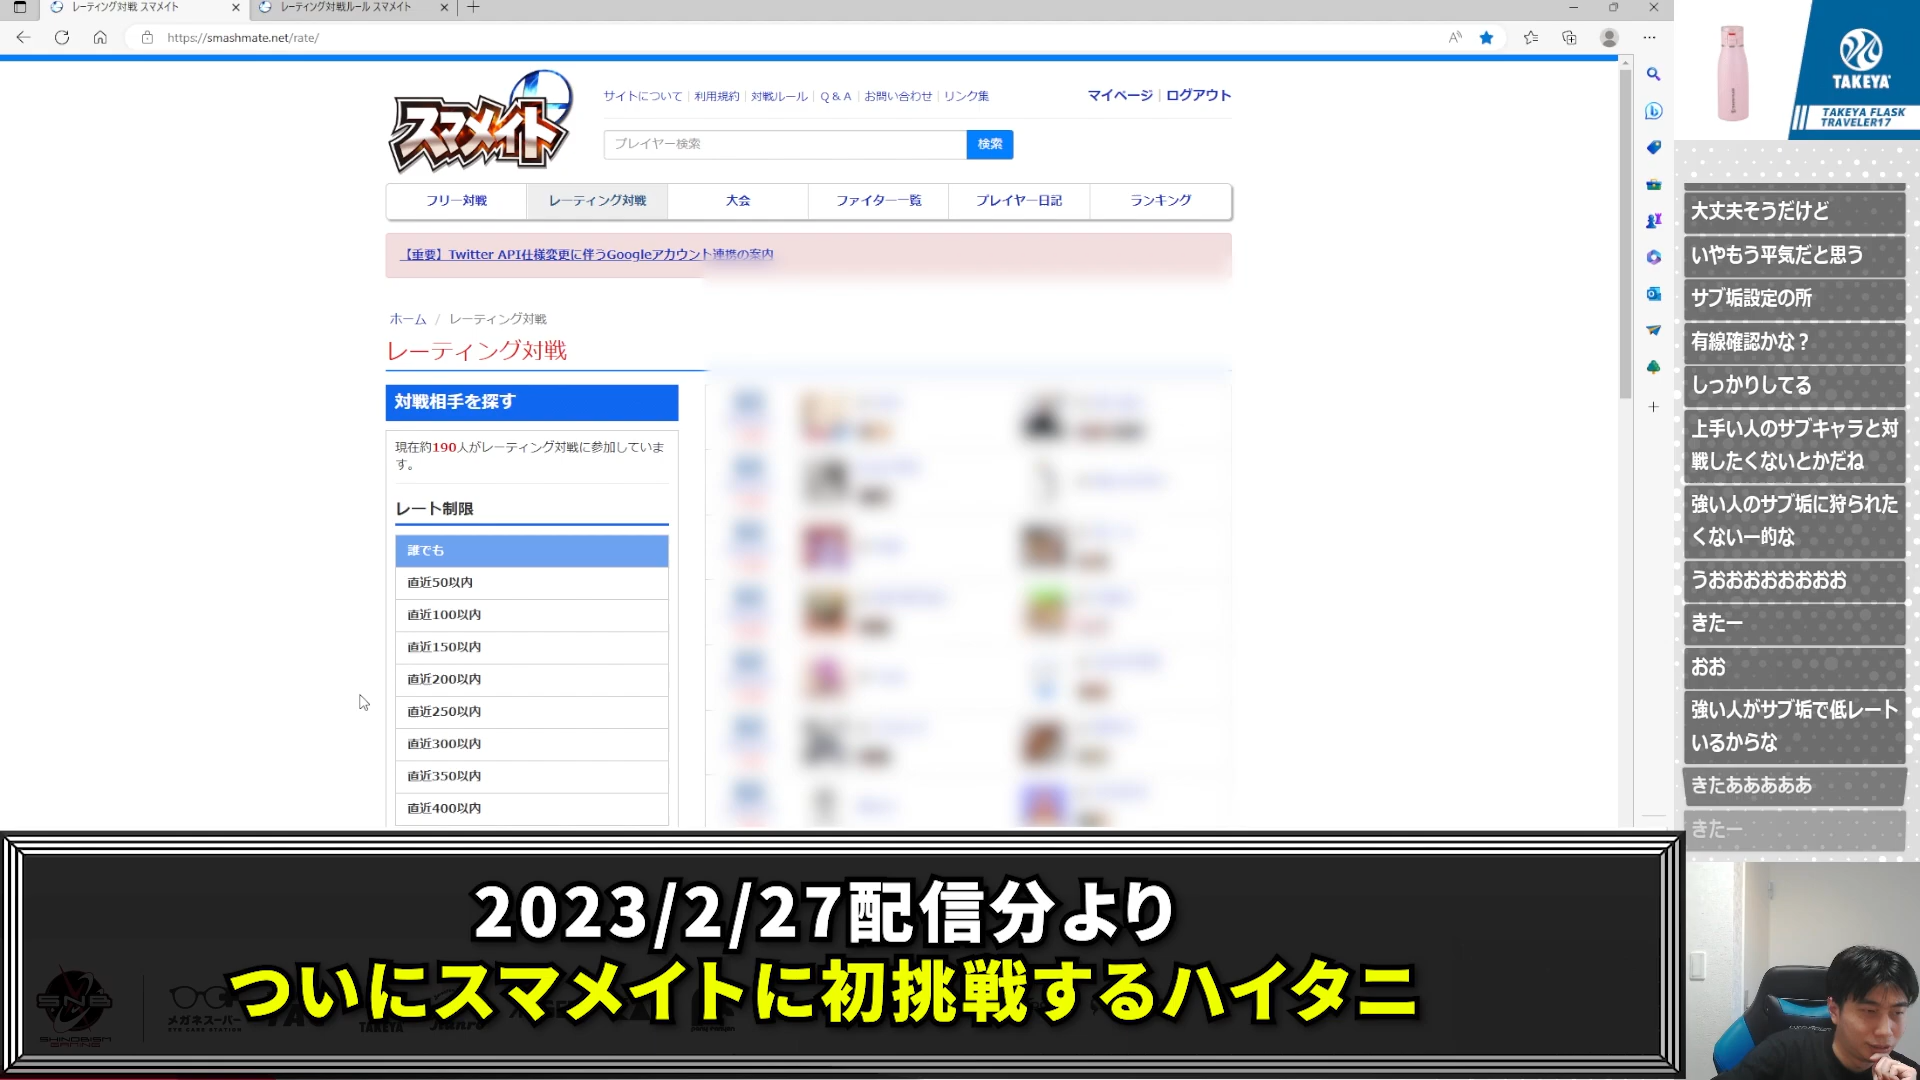 レーティング対戦 スマメイト
レーティング対戦ルール スマメイト
https://smashmate.net/rate/
スマメイト
サイトについて
利用規約
対戦ルール
Q & A
お問い合わせ
リンク集
マイページ
ログアウト
プレイヤー検索
検索
フリー対戦
レーティング対戦
大会
ファイター一覧
プレイヤー日記
ランキング
【重要】Twitter API仕様変更に伴うGoogleアカウント連携の案内
ホーム / レーティング対戦
レーティング対戦
対戦相手を探す
現在約190人がレーティング対戦に参加していま
す。
レート制限
誰でも
直近50以内
直近100以内
直近150以内
直近200以内
直近250以内
直近300以内
直近350以内
直近400以内
TAKEYA
TAKEYA FLASK
TRAVELER17
大丈夫そうだけど
いやもう平気だと思う
サブ垢設定の所
有線確認かな？
しっかりしてる
上手い人のサブキャラと対
戦したくないとかだね
強い人のサブ垢に狩られた
くないー的な
うおおおおおおおお
きたー
おお
強い人がサブ垢で低レート
いるからな
きたあああああ
きたー
2023/2/27配信分より
ついにスマメイトに初挑戦するハイタニ
メガネスーパー
TAKEYA
SHINOBISM
GAMING